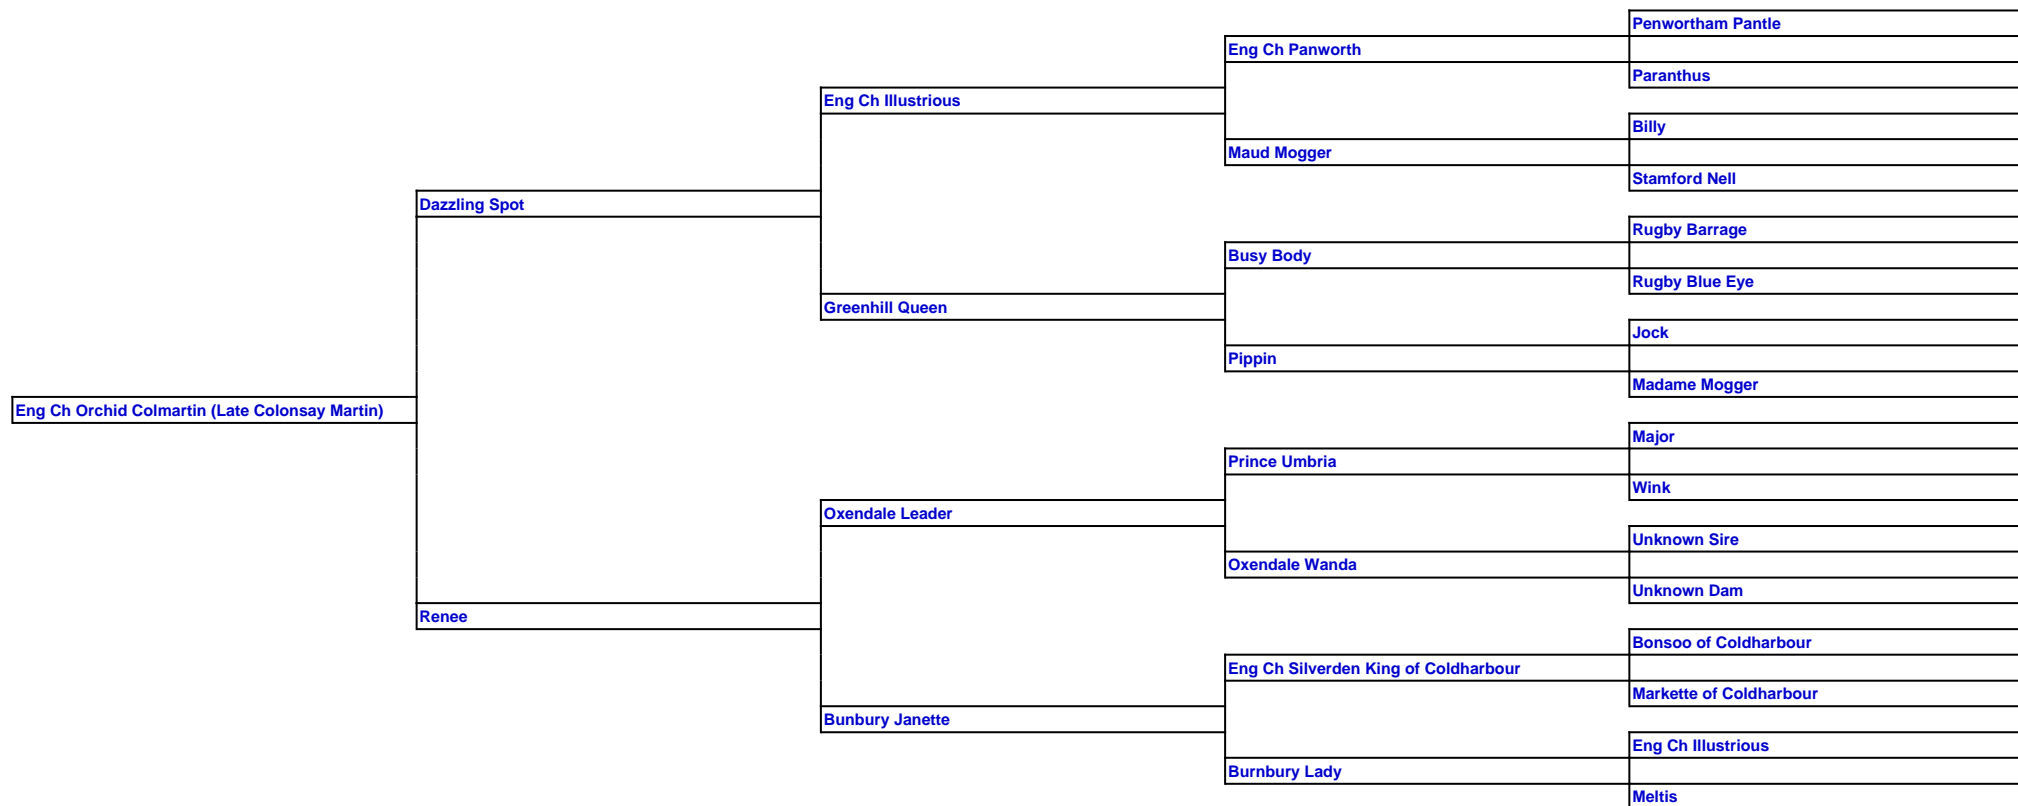 Penwortham Pantle
Eng Ch Panworth
Paranthus
Eng Ch Illustrious
Billy
Maud Mogger
Stamford Nell
Dazzling Spot
Rugby Barrage
Busy Body
Rugby Blue Eye
Greenhill Queen
Jock
Pippin
Madame Mogger
Eng Ch Orchid Colmartin (Late Colonsay Martin)
Major
Prince Umbria
Wink
Oxendale Leader
Unknown Sire
Oxendale Wanda
Unknown Dam
Renee
Bonsoo of Coldharbour
Eng Ch Silverden King of Coldharbour
Markette of Coldharbour
Bunbury Janette
Eng Ch Illustrious
Burnbury Lady
Meltis